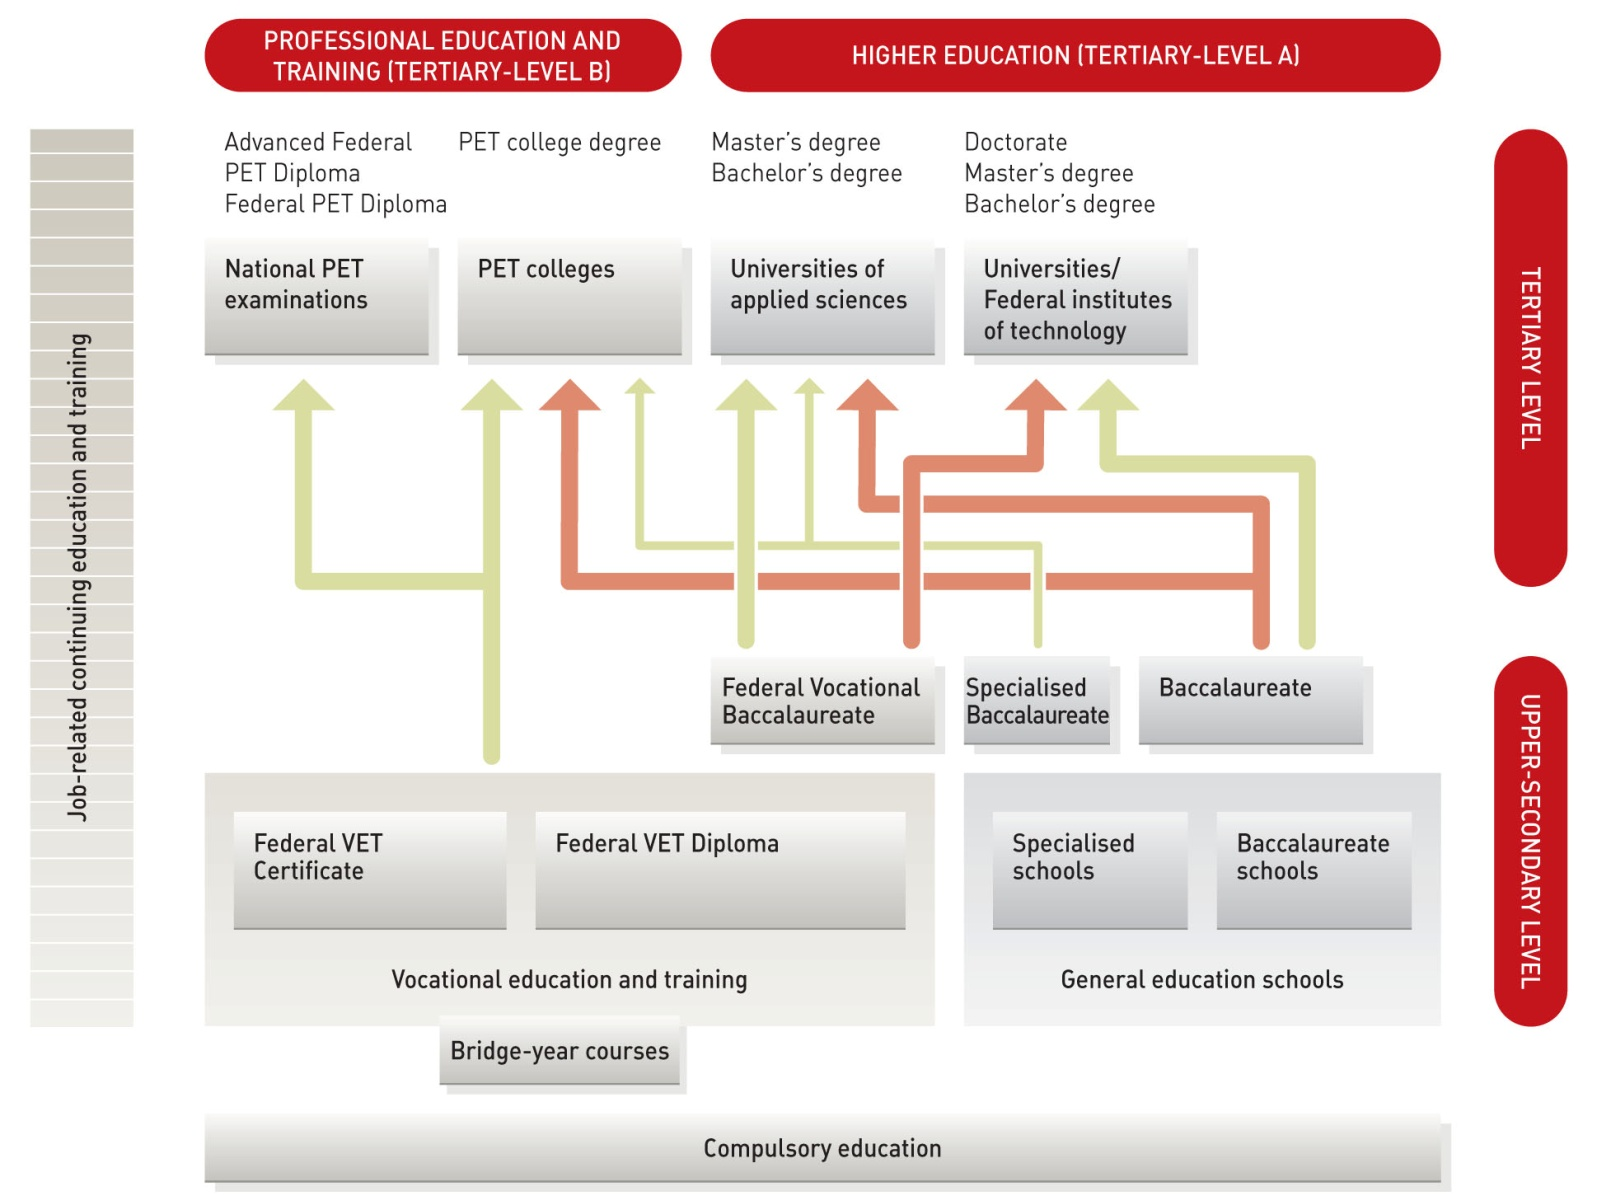 PROFESSIONAL EDUCATION AND
TRAINING (TERTIARY-LEVEL B)
HIGHER EDUCATION (TERTIARY-LEVEL A)
Advanced Federal
PET Diploma
Federal PET Diploma
PET college degree
Master's degree
Bachelor's degree
Doctorate
Master's degree
Bachelor's degree
National PET
examinations
PET colleges
Universities of
applied sciences
Universities/
Federal institutes
of technology
TERTIARY LEVEL
Job-related continuing education and training
Federal Vocational
Baccalaureate
Specialised
Baccalaureate
Baccalaureate
UPPER-SECONDARY LEVEL
Federal VET
Certificate
Federal VET Diploma
Specialised
schools
Baccalaureate
schools
Vocational education and training
General education schools
Bridge-year courses
Compulsory education